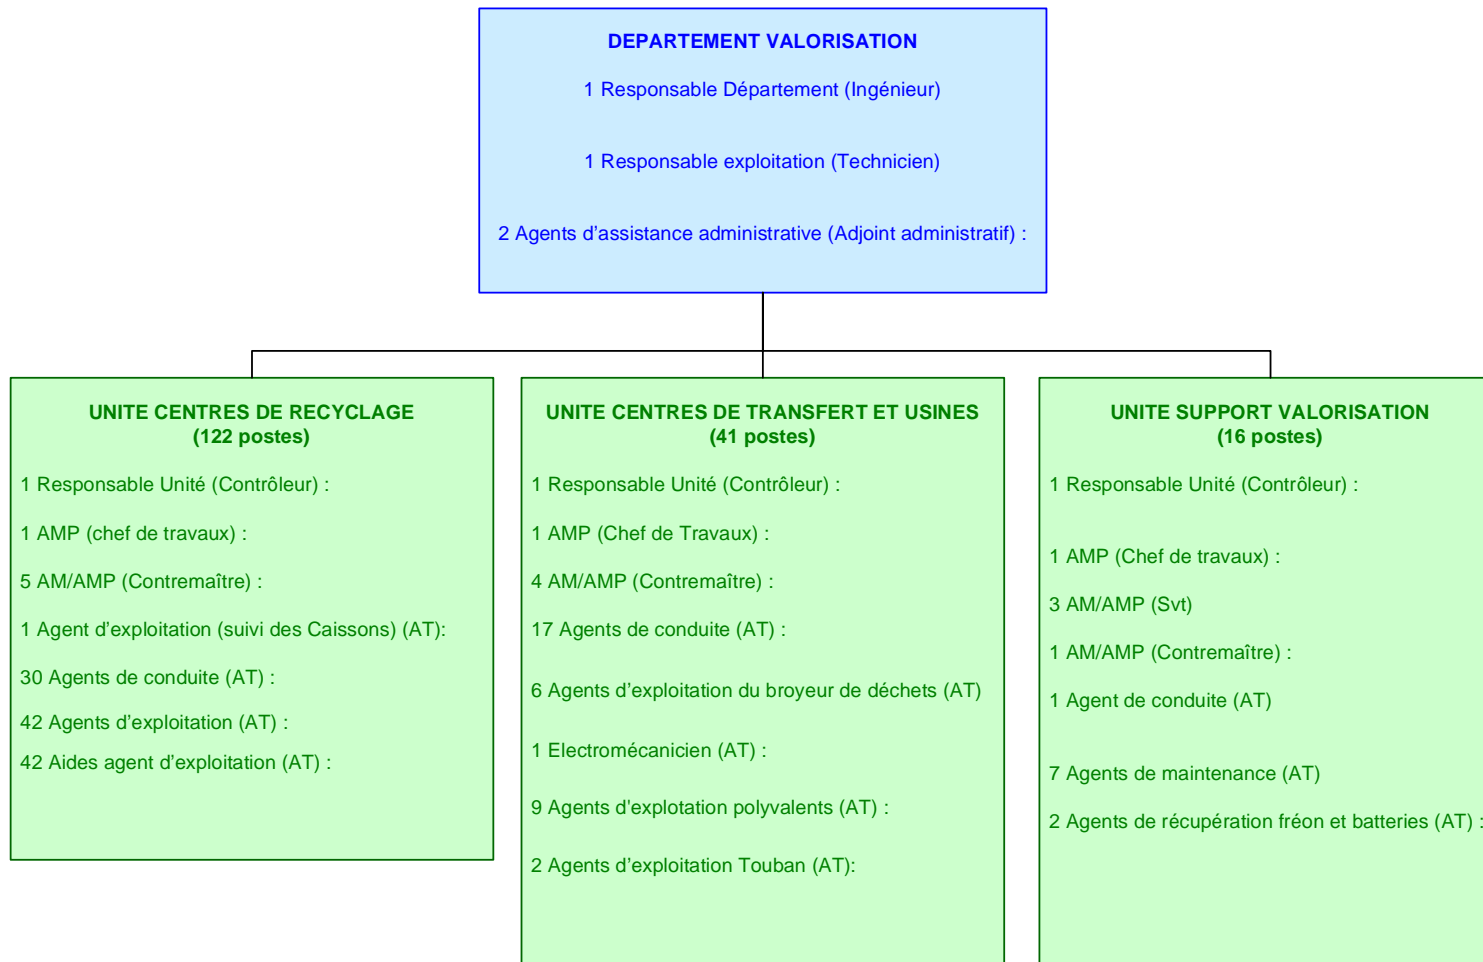 DEPARTEMENT VALORISATION
1 Responsable Département (Ingénieur)
1 Responsable exploitation (Technicien)
2 Agents d’assistance administrative (Adjoint administratif) :
UNITE CENTRES DE RECYCLAGE
(122 postes)
1 Responsable Unité (Contrôleur) :
1 AMP (chef de travaux) :
5 AM/AMP (Contremaître) :
1 Agent d’exploitation (suivi des Caissons) (AT):
30 Agents de conduite (AT) :
42 Agents d’exploitation (AT) :
42 Aides agent d’exploitation (AT) :
UNITE CENTRES DE TRANSFERT ET USINES
(41 postes)
1 Responsable Unité (Contrôleur) :
1 AMP (Chef de Travaux) :
4 AM/AMP (Contremaître) :
17 Agents de conduite (AT) :
6 Agents d’exploitation du broyeur de déchets (AT)
1 Electromécanicien (AT) :
9 Agents d’explotation polyvalents (AT) :
2 Agents d’exploitation Touban (AT):
UNITE SUPPORT VALORISATION
(16 postes)
1 Responsable Unité (Contrôleur) :
1 AMP (Chef de travaux) :
3 AM/AMP (Svt)
1 AM/AMP (Contremaître) :
1 Agent de conduite (AT)
7 Agents de maintenance (AT)
2 Agents de récupération fréon et batteries (AT) :